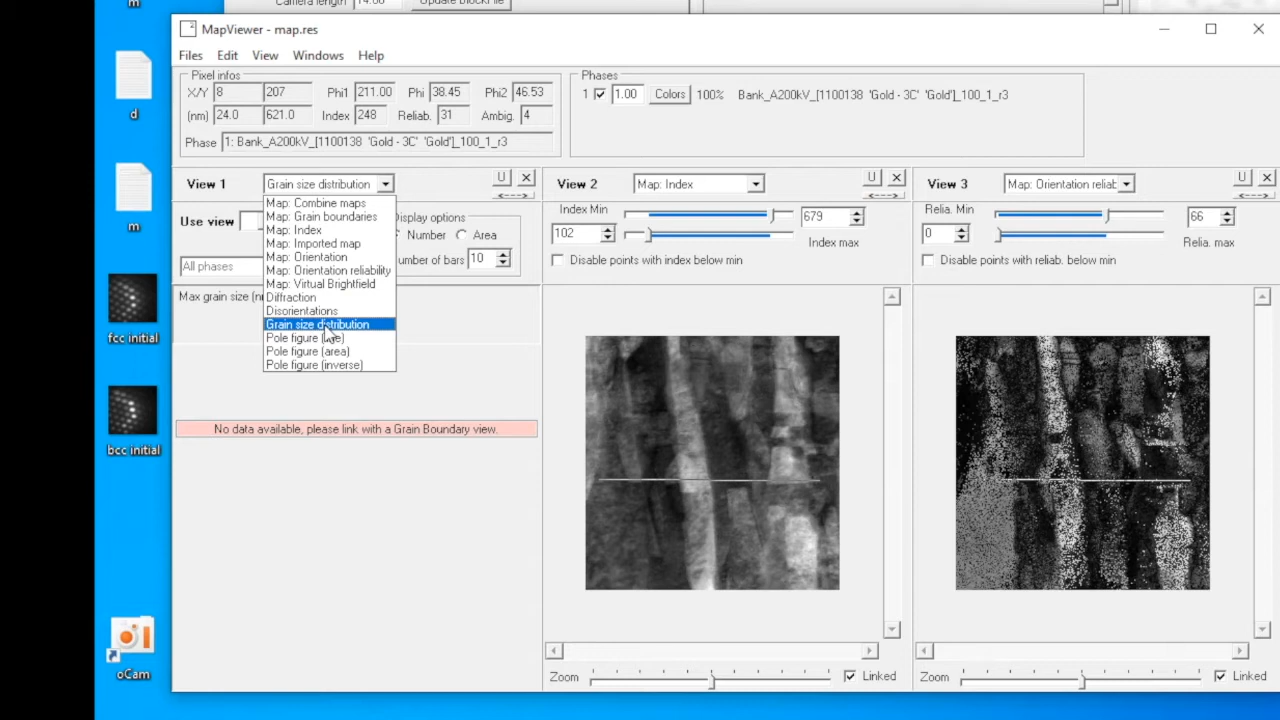 m
Camera length
14.00
Update BlockFile
MapViewer - map.res
Files
Edit
View
Windows
Help
d
m
fcc initial
bcc initial
oCam
Pixel infos
X/Y 8 207 Phi1 211.00 Phi 38.45 Phi2 46.53
(nm) 24.0 621.0 Index 248 Reliab. 31 Ambig. 4
Phase 1: Bank_A200kV_[1100138 'Gold - 3C' 'Gold']_100_1_r3
Phases
1 1.00 Colors 100% Bank_A200kV_[1100138 'Gold - 3C' 'Gold']_100_1_r3
View 1
Grain size distribution
U
<--->
Use view
Display options
Number
Area
All phases
umber of bars 10
Max grain size (n
Map: Combine maps
Map: Grain boundaries
Map: Index
Map: Imported map
Map: Orientation
Map: Orientation reliability
Map: Virtual Brightfield
Diffraction
Disorientations
Grain size distribution
Pole figure
Pole figure (area)
Pole figure (inverse)
No data available, please link with a Grain Boundary view.
View 2
Map: Index
U
<--->
Index Min
679
102
Index max
Disable points with index below min
Zoom
Linked
View 3
Map: Orientation reliab
U
<--->
Relia. Min
66
0
Relia. max
Disable points with reliab. below min
Zoom
Linked